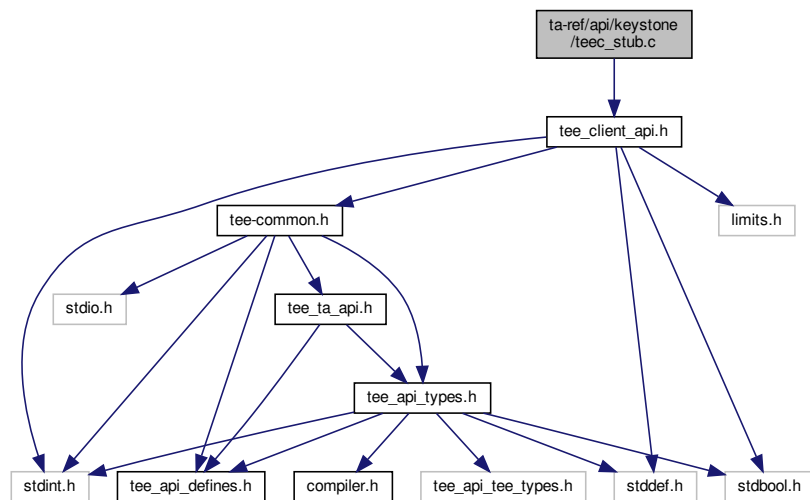 ta-ref/api/keystone
/teec_stub.c
tee_client_api.h
tee-common.h
limits.h
stdio.h
tee_ta_api.h
tee_api_types.h
stdint.h
tee_api_defines.h
compiler.h
tee_api_tee_types.h
stddef.h
stdbool.h